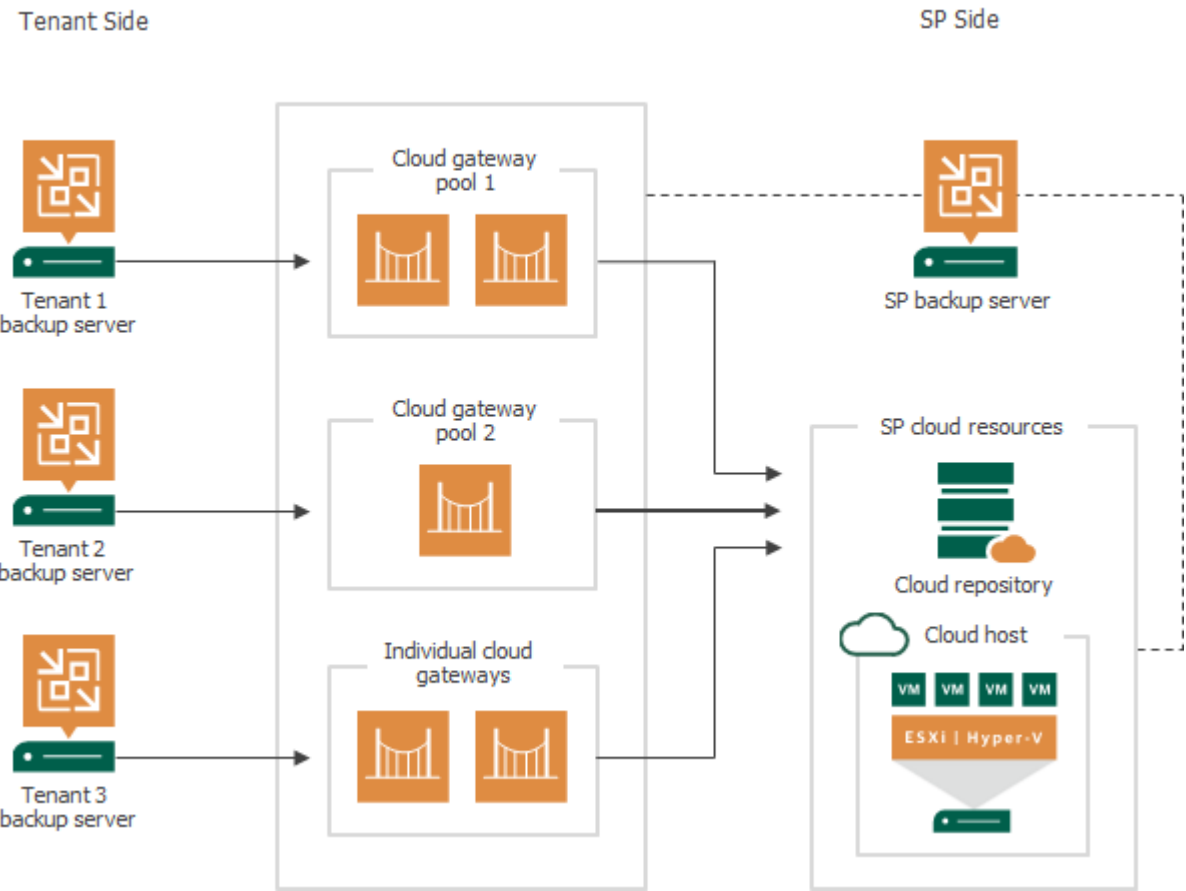 Tenant Side
SP Side
Cloud gateway
pool 1
Tenant 1
backup server
SP backup server
Cloud gateway
pool 2
SP cloud resources
Tenant 2
backup server
Cloud repository
Cloud host
Individual cloud
gateways
VM VM VM VM
ESXi | Hyper-V
Tenant 3
backup server